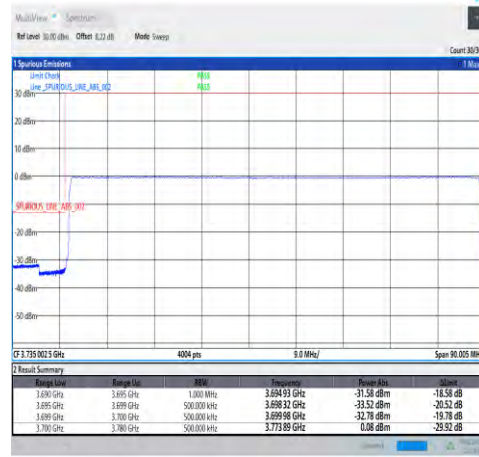 MultiView Spectrum
Ref Level 30.00 dBm Offset 8.22 dB Mode Sweep
Count 30/3
1 Spurious Emissions 1 Max
Limit Check PASS
Line _SPURIOUS_LINE_ABS_002 PASS
30 dBm
20 dBm
10 dBm
0 dBm
SPURIOUS_LINE_ABS_002
-20 dBm
-30 dBm
-40 dBm
-50 dBm
CF 3.735 002 5 GHz 4004 pts 9.0 MHz/ Span 90.005 MH
2 Result Summary
Range Low Range Up RBW Frequency Power Abs ΔLimit
3.690 GHz 3.695 GHz 1.000 MHz 3.694 93 GHz -31.58 dBm -18.58 dB
3.695 GHz 3.699 GHz 500.000 kHz 3.698 32 GHz -33.52 dBm -20.52 dB
3.699 GHz 3.700 GHz 500.000 kHz 3.699 98 GHz -32.78 dBm -19.78 dB
3.700 GHz 3.780 GHz 500.000 kHz 3.773 89 GHz 0.08 dBm -29.92 dB